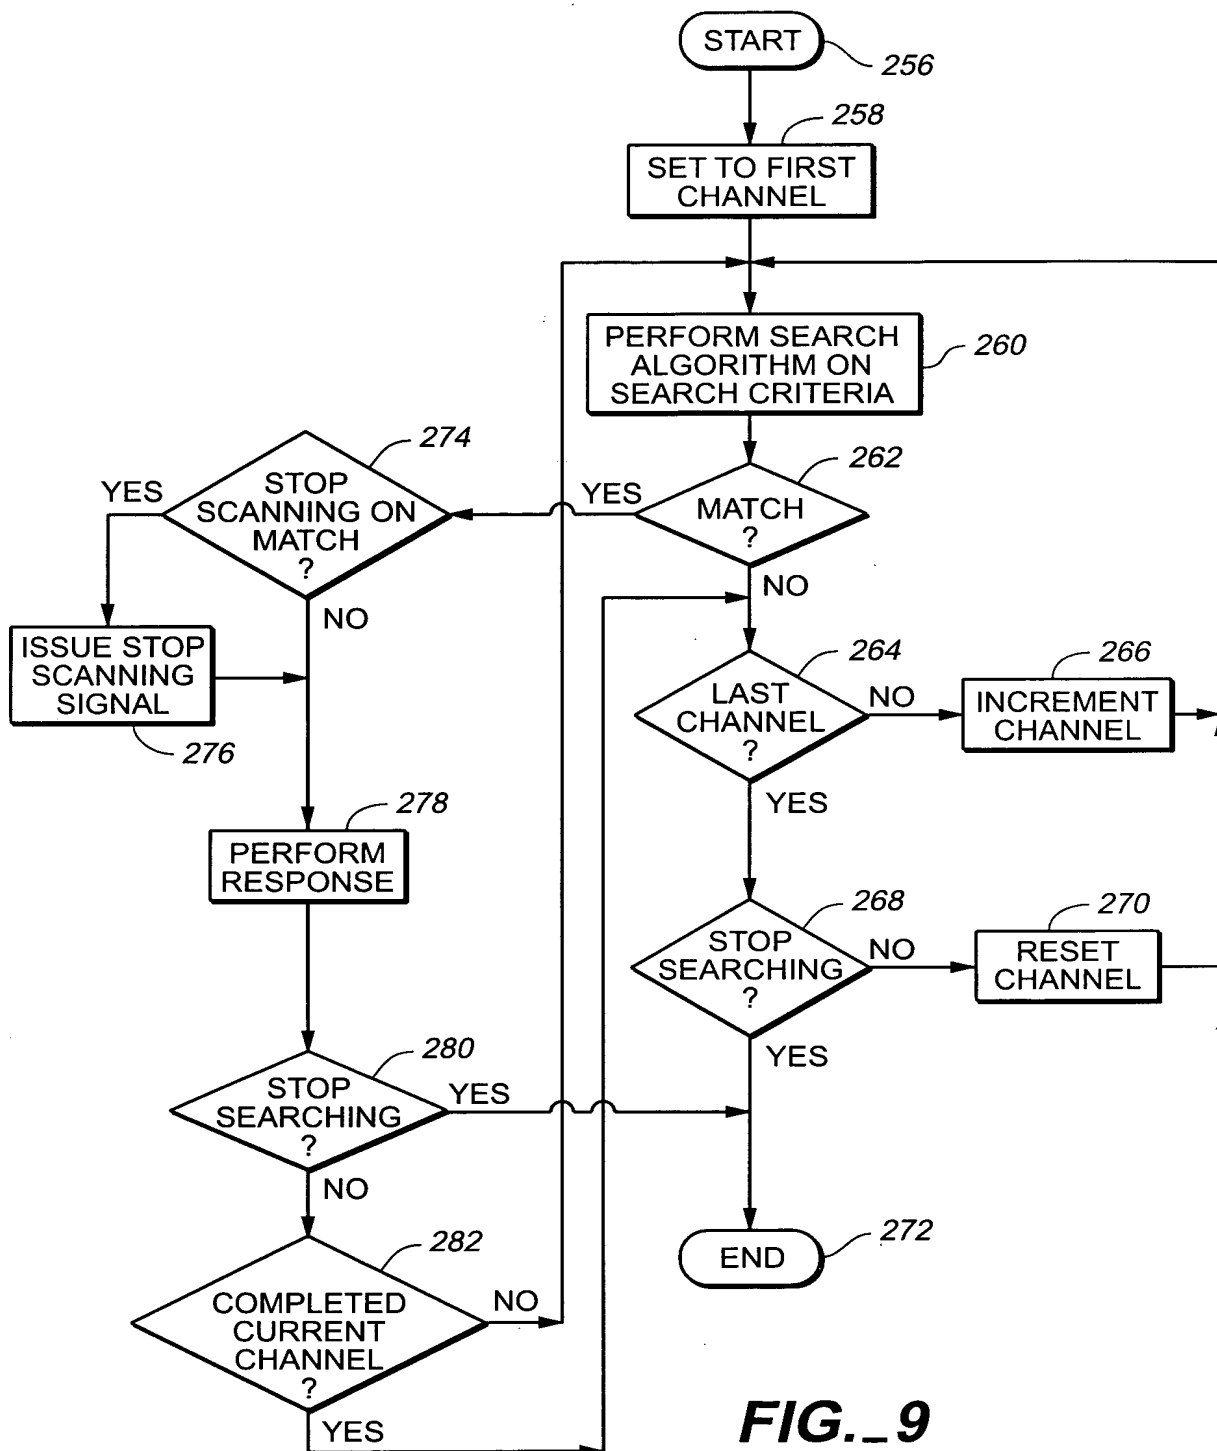 START
256
258
SET TO FIRST
CHANNEL
PERFORM SEARCH
ALGORITHM ON
SEARCH CRITERIA
260
274
STOP
SCANNING ON
MATCH
?
YES
NO
262
MATCH
?
YES
NO
ISSUE STOP
SCANNING
SIGNAL
276
264
LAST
CHANNEL
?
NO
YES
266
INCREMENT
CHANNEL
278
PERFORM
RESPONSE
268
STOP
SEARCHING
?
NO
YES
270
RESET
CHANNEL
280
STOP
SEARCHING
?
YES
NO
282
COMPLETED
CURRENT
CHANNEL
?
NO
YES
END
272
FIG._9